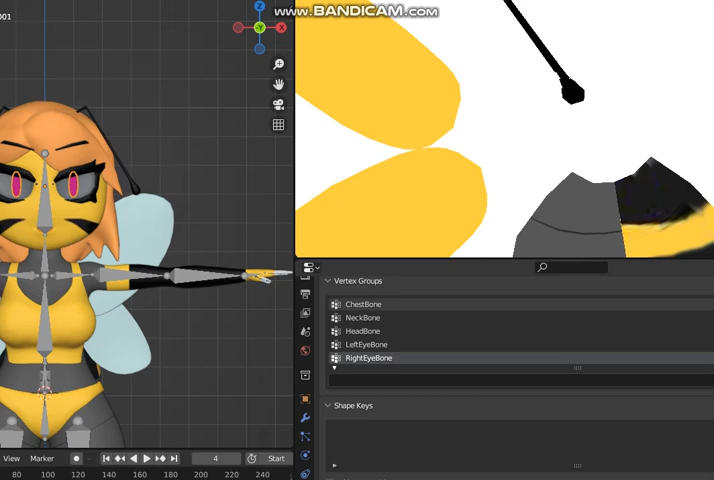 WWW.BANDICAM.COM
001
Z
Y
X
Vertex Groups
ChestBone
NeckBone
HeadBone
LeftEyeBone
RightEyeBone
Shape Keys
View Marker 4 Start
80 100 120 140 160 180 200 220 240